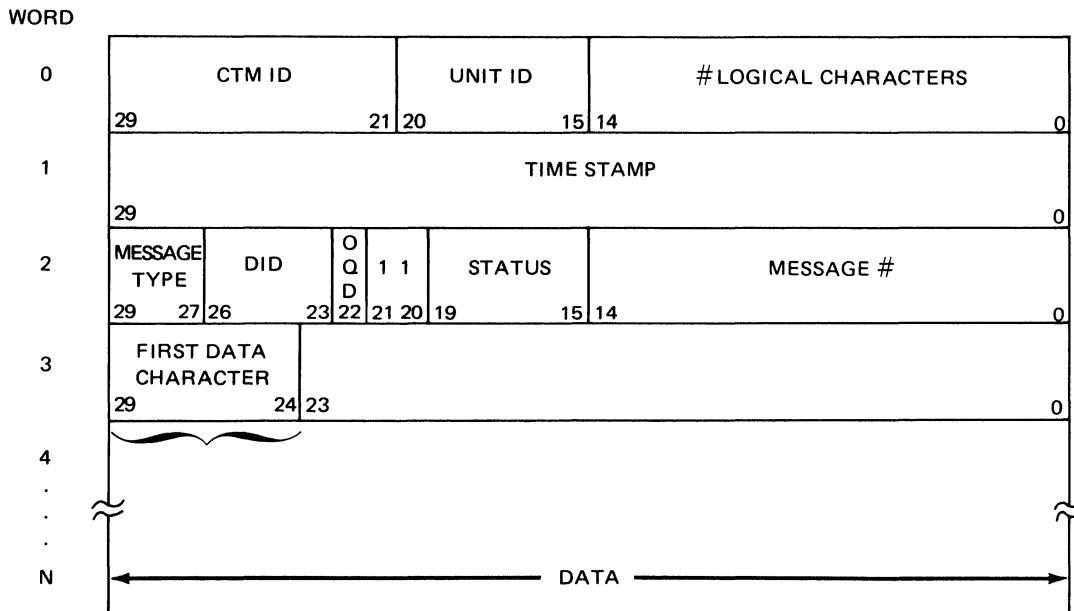 WORD
0 CTM ID UNIT ID #LOGICAL CHARACTERS
29 21 20 15 14 0
1 TIME STAMP
29 0
2 MESSAGE TYPE DID OQD 1 1 STATUS MESSAGE #
29 27 26 23 22 21 20 19 15 14 0
3 FIRST DATA CHARACTER
29 24 23 0
4
.
.
.
N DATA